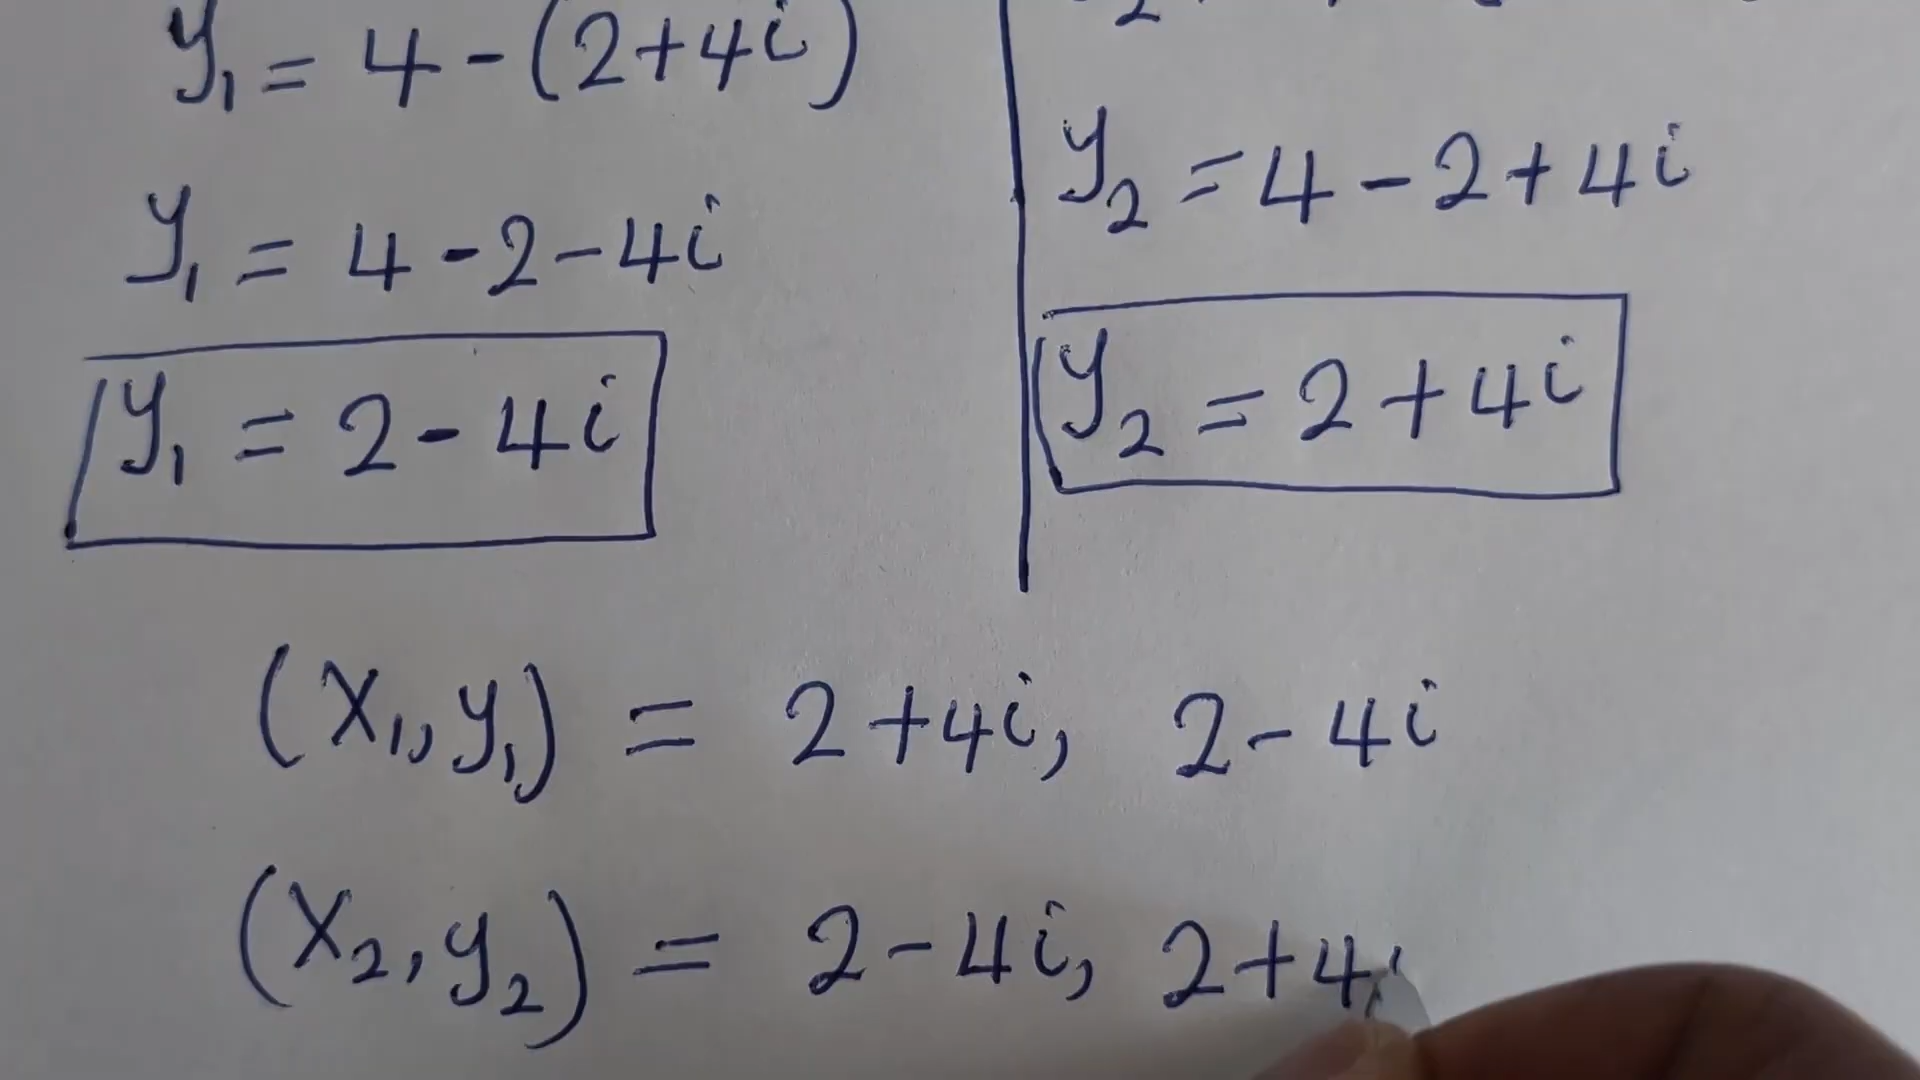 y₁ = 4 - (2+4i)
y₁ = 4 - 2 - 4i
y₁ = 2 - 4i
y₂ = 4 - 2 + 4i
y₂ = 2 + 4i
(x₁, y₁) = 2+4i, 2-4i
(x₂, y₂) = 2-4i, 2+4i